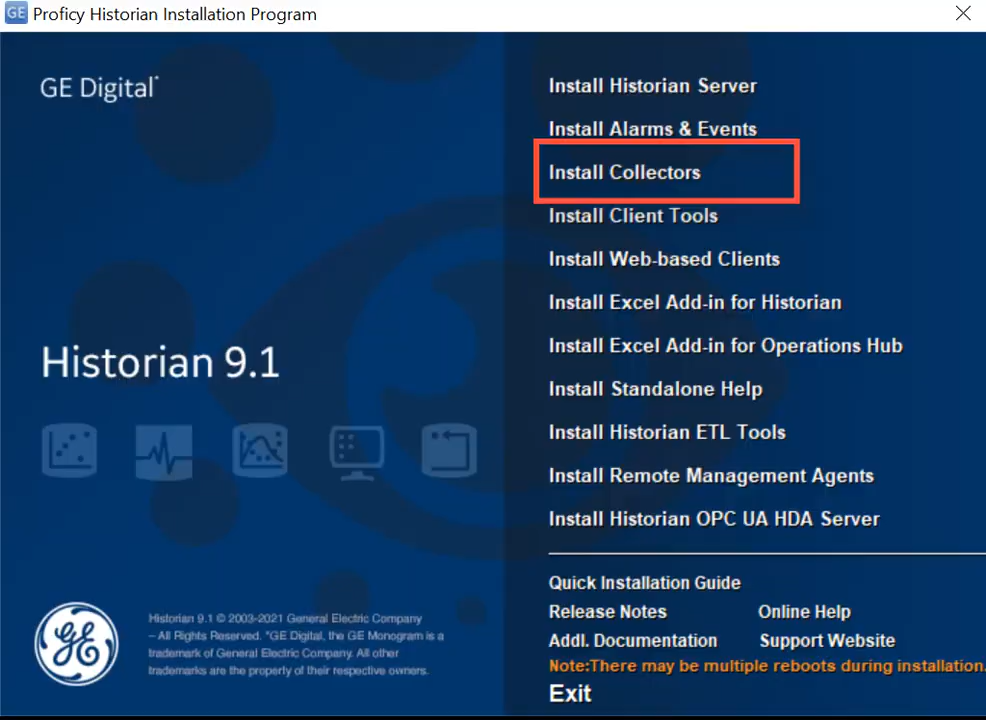 GE Proficy Historian Installation Program
GE Digital
Install Historian Server
Install Alarms & Events
Install Collectors
Install Client Tools
Install Web-based Clients
Install Excel Add-in for Historian
Install Excel Add-in for Operations Hub
Install Standalone Help
Install Historian ETL Tools
Install Remote Management Agents
Install Historian OPC UA HDA Server
Historian 9.1
Quick Installation Guide
Release Notes Online Help
Addl. Documentation Support Website
Note:There may be multiple reboots during installation.
Exit
GE
Historian 9.1 © 2003-2021 General Electric Company
– All Rights Reserved. *GE Digital, the GE Monogram is a
trademark of General Electric Company. All other
trademarks are the property of their respective owners.